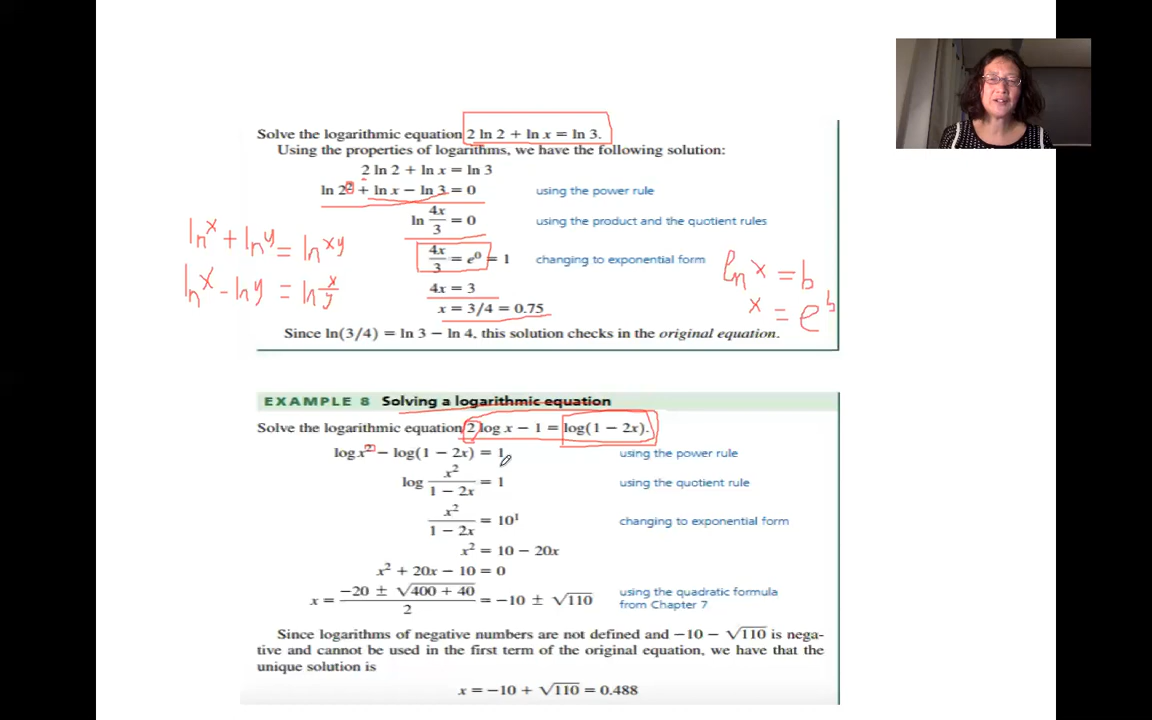 Solve the logarithmic equation 2 ln 2 + ln x = ln 3.
Using the properties of logarithms, we have the following solution:
2 ln 2 + ln x = ln 3
ln 2² + ln x − ln 3 = 0 using the power rule
ln 4x/3 = 0 using the product and the quotient rules
4x/3 = e⁰ = 1 changing to exponential form
4x = 3
x = 3/4 = 0.75
Since ln(3/4) = ln 3 − ln 4, this solution checks in the original equation.
ln x + ln y = ln xy
ln x - ln y = ln x/y
ln x = b
x = e^b
EXAMPLE 8 Solving a logarithmic equation
Solve the logarithmic equation 2 log x − 1 = log(1 − 2x).
log x² − log(1 − 2x) = 1 using the power rule
log x²/(1 − 2x) = 1 using the quotient rule
x²/(1 − 2x) = 10¹ changing to exponential form
x² = 10 − 20x
x² + 20x − 10 = 0
x = (−20 ± √(400 + 40))/2 = −10 ± √110 using the quadratic formula
from Chapter 7
Since logarithms of negative numbers are not defined and −10 − √110 is nega-
tive and cannot be used in the first term of the original equation, we have that the
unique solution is
x = −10 + √110 = 0.488